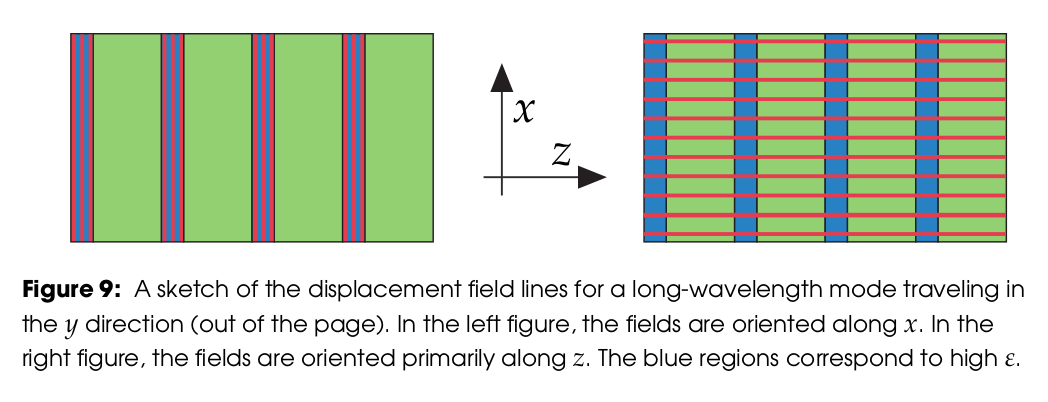 x
z
Figure 9: A sketch of the displacement field lines for a long-wavelength mode traveling in
the y direction (out of the page). In the left figure, the fields are oriented along x. In the
right figure, the fields are oriented primarily along z. The blue regions correspond to high ε.